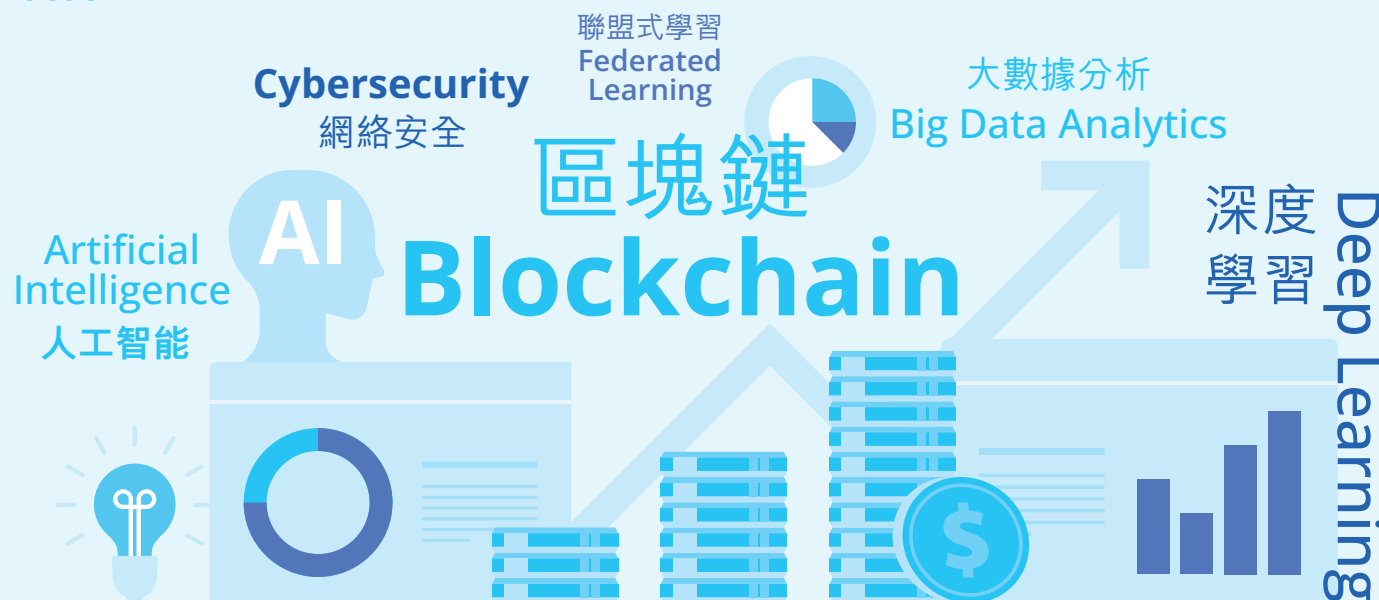 聯盟式學習
Federated
Learning
Cybersecurity
網絡安全
大數據分析
Big Data Analytics
區塊鏈
Blockchain
AI
Artificial
Intelligence
人工智能
深度
學習
Deep Learning
$